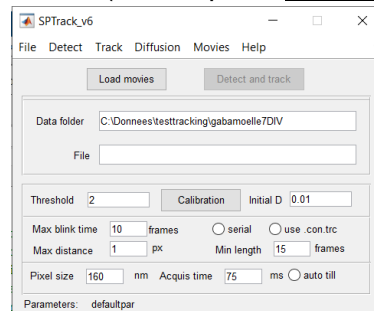 SPTrack_v6
File Detect Track Diffusion Movies Help
Load movies Detect and track
Data folder C:\Donnees\testtracking\gabamoelle7DIV
File
Threshold 2 Calibration Initial D 0.01
Max blink time 10 frames serial use .con.trc
Max distance 1 px Min length 15 frames
Pixel size 160 nm Acquis time 75 ms auto till
Parameters: defaultpar